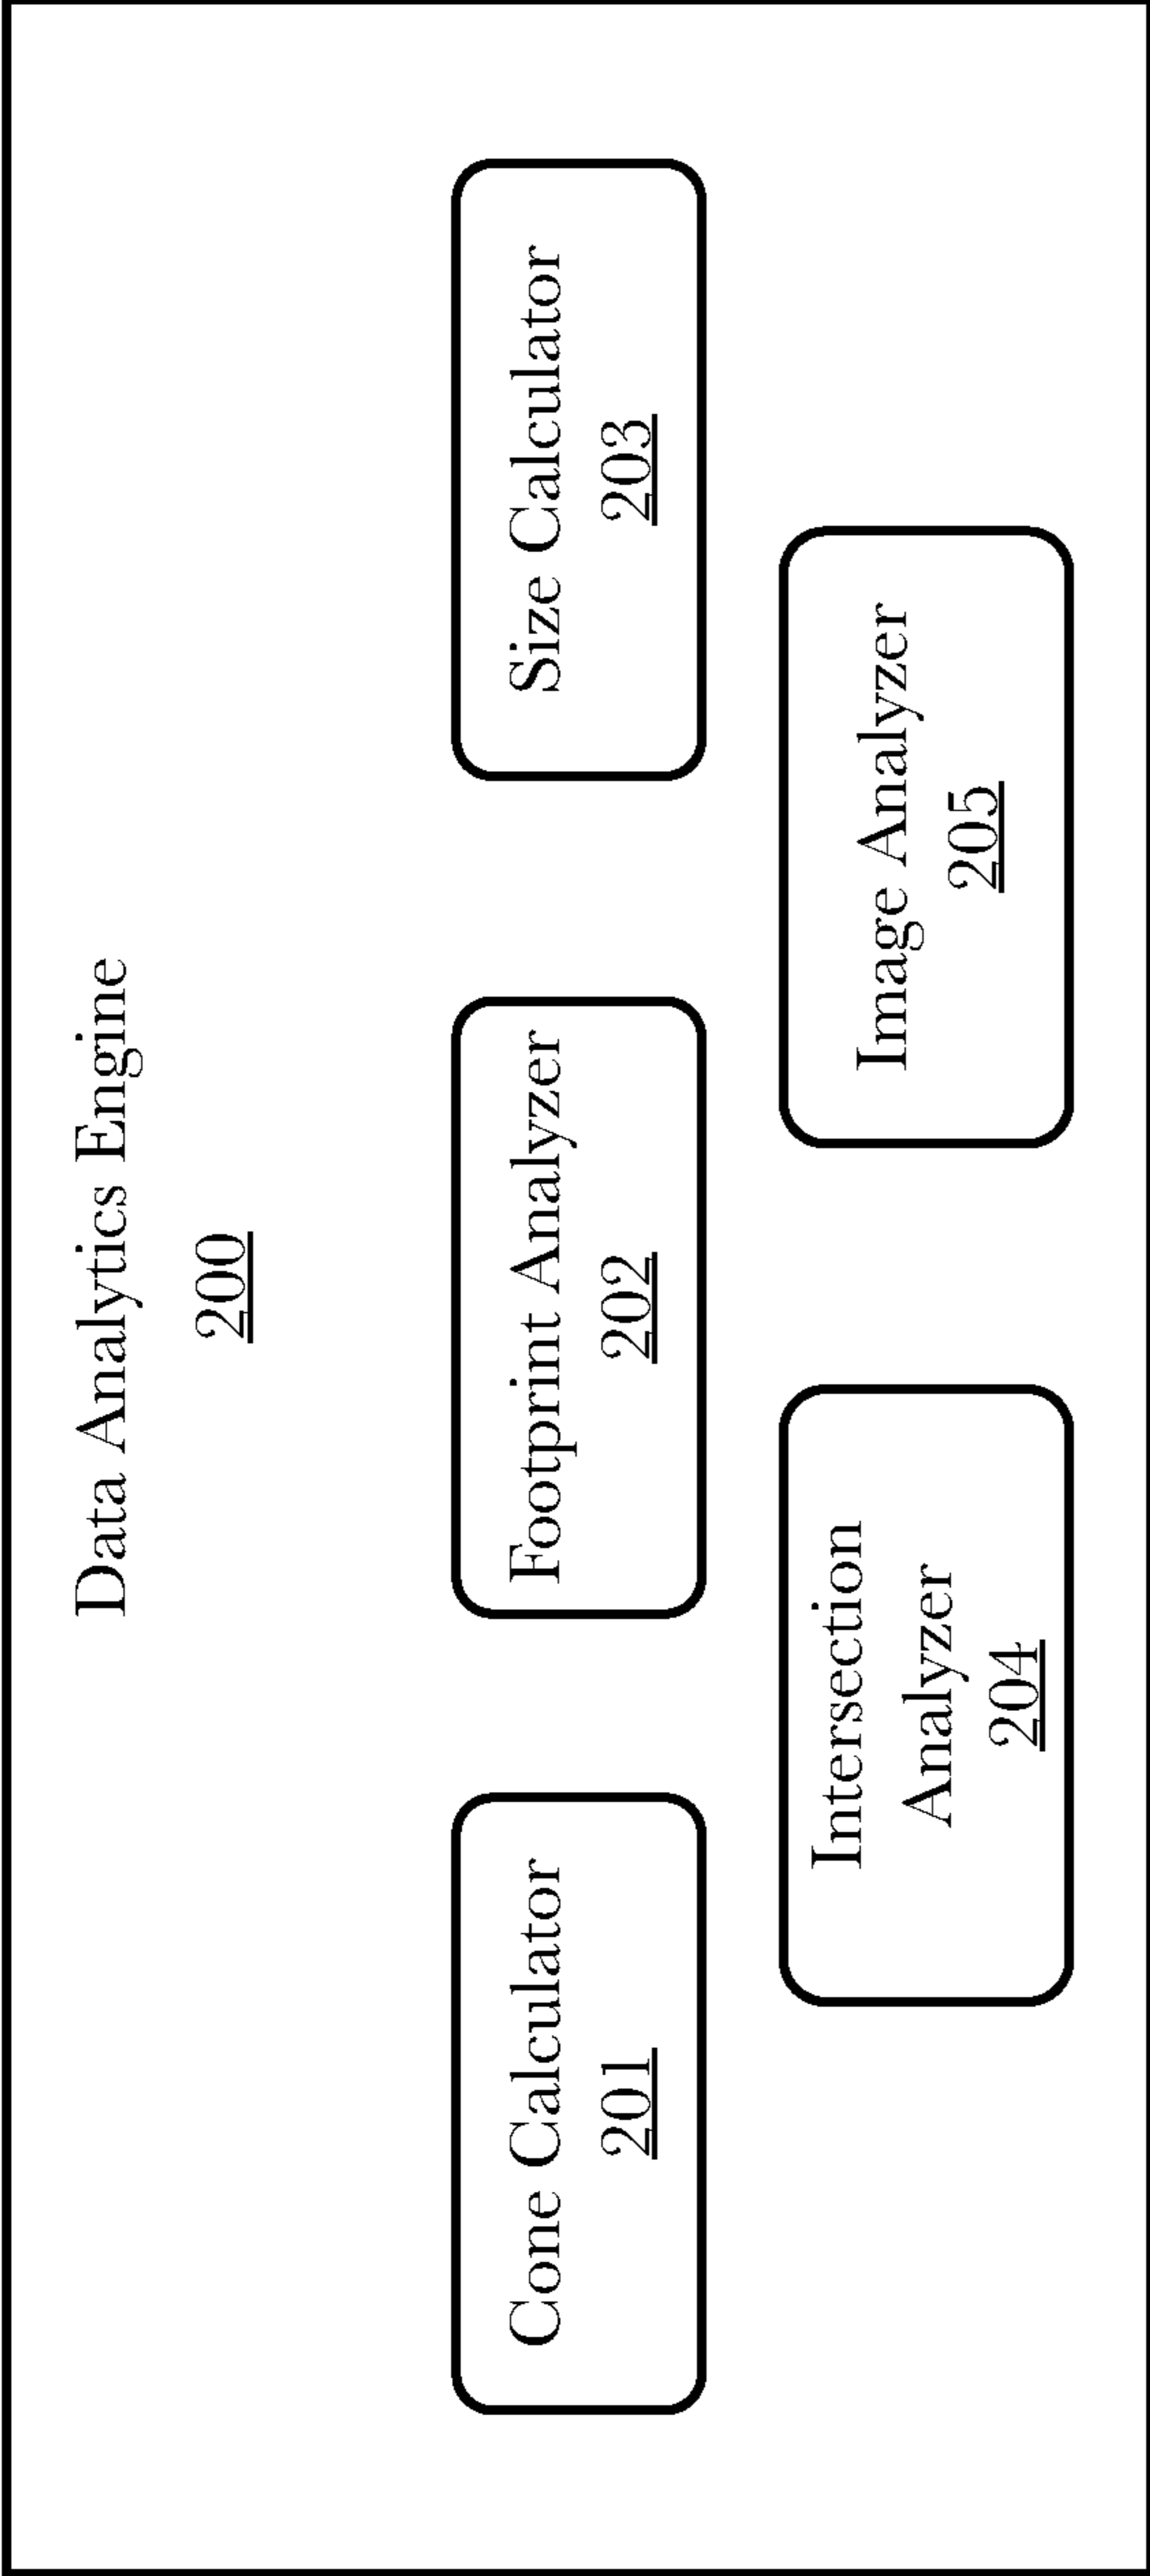 Data Analytics Engine
200
Cone Calculator
201
Footprint Analyzer
202
Size Calculator
203
Intersection
Analyzer
204
Image Analyzer
205